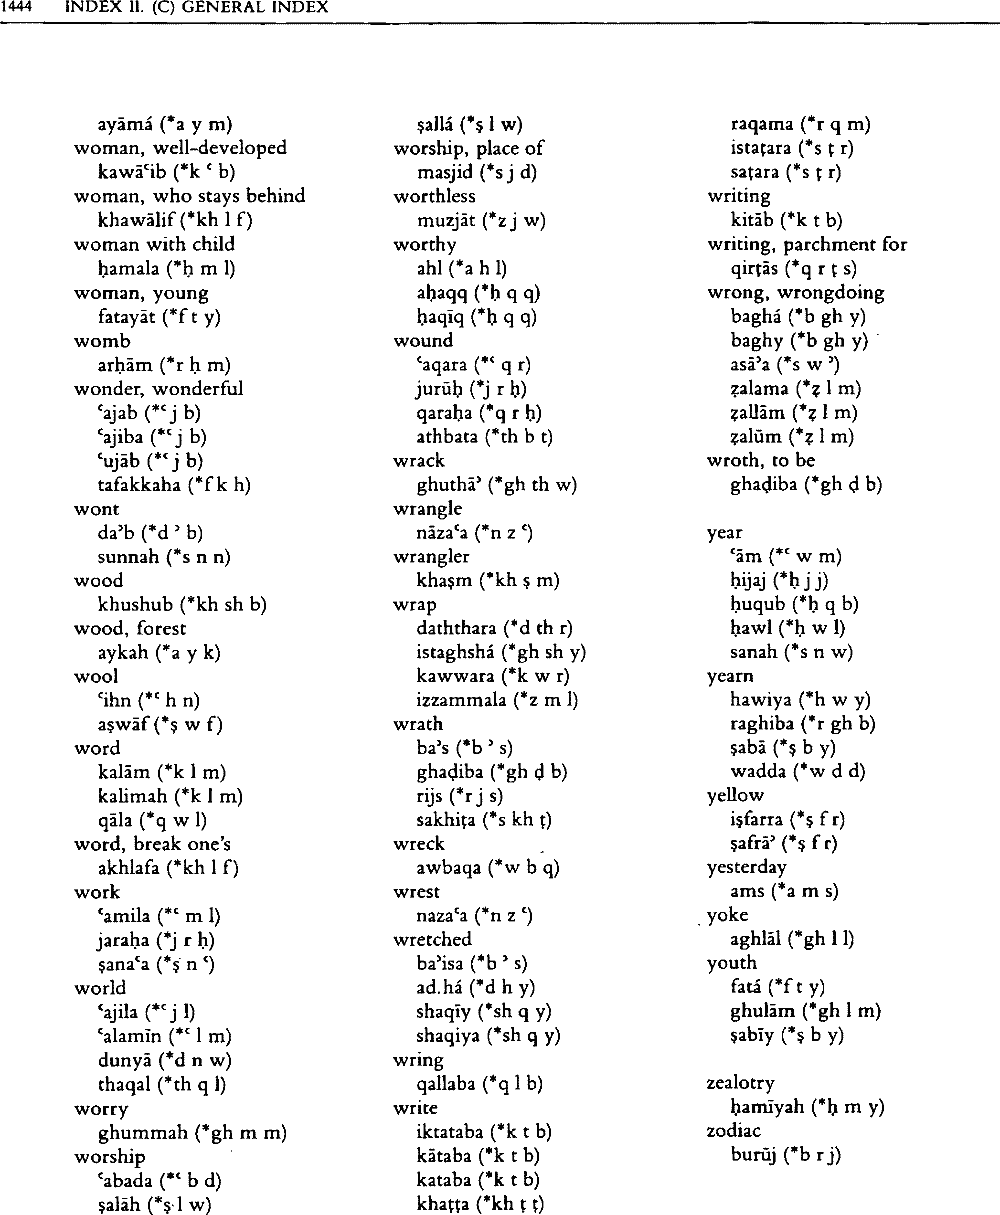 1444 INDEX II. (C) GENERAL INDEX
ayāmá (*a y m)
woman, well-developed
kawāʿib (*k ʿ b)
woman, who stays behind
khawālif (*kh l f)
woman with child
ḥamala (*ḥ m l)
woman, young
fatayāt (*f t y)
womb
arḥām (*r ḥ m)
wonder, wonderful
ʿajab (*ʿ j b)
ʿajiba (*ʿ j b)
ʿujāb (*ʿ j b)
tafakkaha (*f k h)
wont
daʾb (*d ʾ b)
sunnah (*s n n)
wood
khushub (*kh sh b)
wood, forest
aykah (*a y k)
wool
ʿihn (*ʿ h n)
aṣwāf (*ṣ w f)
word
kalām (*k l m)
kalimah (*k l m)
qāla (*q w l)
word, break one's
akhlafa (*kh l f)
work
ʿamila (*ʿ m l)
jaraḥa (*j r ḥ)
ṣanaʿa (*ṣ n ʿ)
world
ʿajila (*ʿ j l)
ʿalamīn (*ʿ l m)
dunyā (*d n w)
thaqal (*th q l)
worry
ghummah (*gh m m)
worship
ʿabada (*ʿ b d)
ṣalāh (*ṣ l w)
ṣallá (*ṣ l w)
worship, place of
masjid (*s j d)
worthless
muzjāt (*z j w)
worthy
ahl (*a h l)
aḥaqq (*ḥ q q)
ḥaqīq (*ḥ q q)
wound
ʿaqara (*ʿ q r)
jurūḥ (*j r ḥ)
qaraḥa (*q r ḥ)
athbata (*th b t)
wrack
ghuthāʾ (*gh th w)
wrangle
nāzaʿa (*n z ʿ)
wrangler
khaṣm (*kh ṣ m)
wrap
daththara (*d th r)
istaghshá (*gh sh y)
kawwara (*k w r)
izzammala (*z m l)
wrath
baʾs (*b ʾ s)
ghaḍiba (*gh ḍ b)
rijs (*r j s)
sakhiṭa (*s kh ṭ)
wreck
awbaqa (*w b q)
wrest
nazaʿa (*n z ʿ)
wretched
baʾisa (*b ʾ s)
ad.há (*d h y)
shaqīy (*sh q y)
shaqiya (*sh q y)
wring
qallaba (*q l b)
write
iktataba (*k t b)
kātaba (*k t b)
kataba (*k t b)
khaṭṭa (*kh ṭ ṭ)
raqama (*r q m)
istaṭara (*s ṭ r)
saṭara (*s ṭ r)
writing
kitāb (*k t b)
writing, parchment for
qirṭās (*q r ṭ s)
wrong, wrongdoing
baghá (*b gh y)
baghy (*b gh y)
asāʾa (*s w ʾ)
ẓalama (*ẓ l m)
ẓallām (*ẓ l m)
ẓalūm (*ẓ l m)
wroth, to be
ghaḍiba (*gh ḍ b)
year
ʿām (*ʿ w m)
ḥijaj (*ḥ j j)
ḥuqub (*ḥ q b)
ḥawl (*ḥ w l)
sanah (*s n w)
yearn
hawiya (*h w y)
raghiba (*r gh b)
ṣabā (*ṣ b y)
wadda (*w d d)
yellow
iṣfarra (*ṣ f r)
ṣafrāʾ (*ṣ f r)
yesterday
ams (*a m s)
yoke
aghlāl (*gh l l)
youth
fatá (*f t y)
ghulām (*gh l m)
ṣabīy (*ṣ b y)
zealotry
ḥamīyah (*ḥ m y)
zodiac
burūj (*b r j)